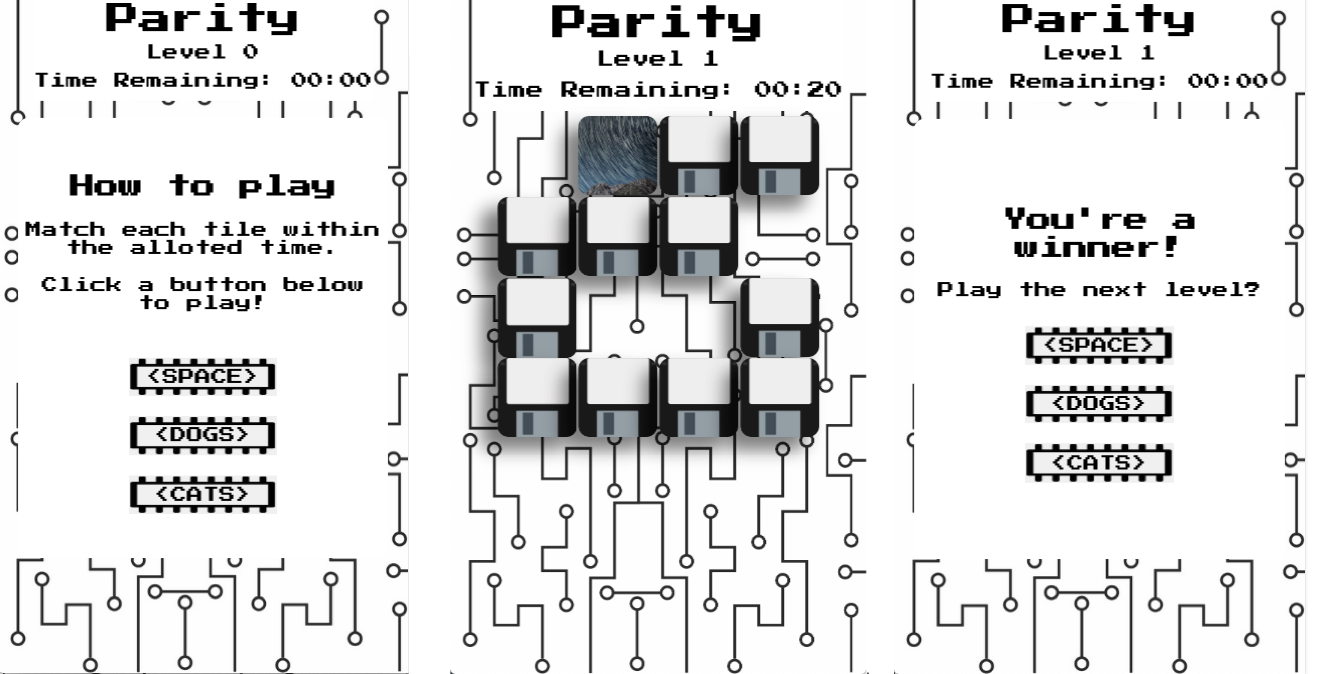 Parity
Level 0
Time Remaining: 00:00
How to play
Match each tile within
the alloted time.
Click a button below
to play!
<SPACE>
<DOGS>
<CATS>
Parity
Level 1
Time Remaining: 00:20
Parity
Level 1
Time Remaining: 00:00
You're a
winner!
Play the next level?
<SPACE>
<DOGS>
<CATS>